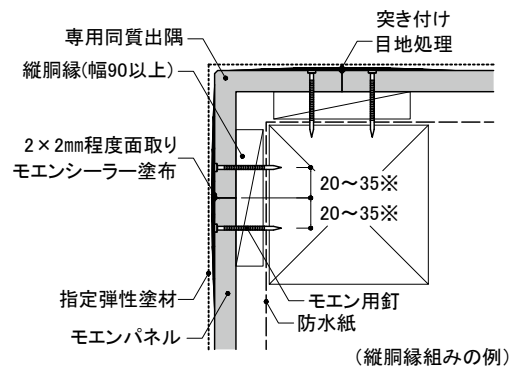 突き付け
目地処理
専用同質出隅
縦胴縁(幅90以上)
2×2mm程度面取り
モエンシーラー塗布
20～35※
20～35※
指定弾性塗材
モエン用釘
防水紙
モエンパネル
(縦胴縁組みの例)